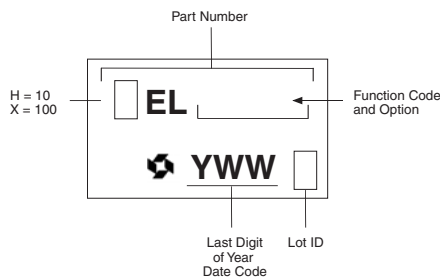 Part Number
H = 10
X = 100
EL
Function Code
and Option
YWW
Last Digit
of Year
Date Code
Lot ID